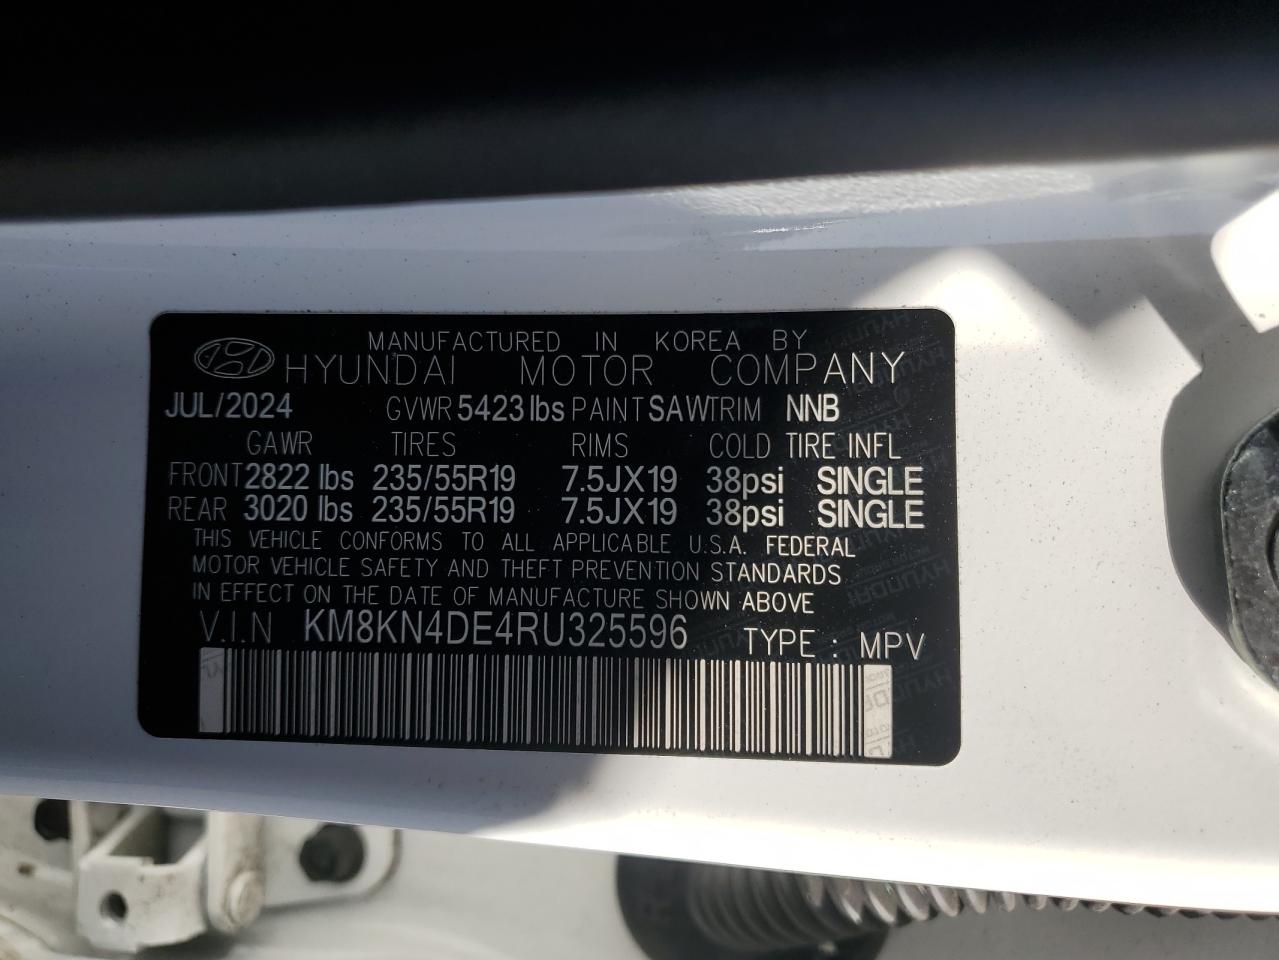 MANUFACTURED IN KOREA BY
HYUNDAI MOTOR COMPANY
JUL/2024 GVWR 5423 lbs PAINT SAW TRIM NNB
GAWR TIRES RIMS COLD TIRE INFL
FRONT 2822 lbs 235/55R19 7.5JX19 38psi SINGLE
REAR 3020 lbs 235/55R19 7.5JX19 38psi SINGLE
THIS VEHICLE CONFORMS TO ALL APPLICABLE U.S.A. FEDERAL
MOTOR VEHICLE SAFETY AND THEFT PREVENTION STANDARDS
IN EFFECT ON THE DATE OF MANUFACTURE SHOWN ABOVE
V.I.N KM8KN4DE4RU325596 TYPE : MPV